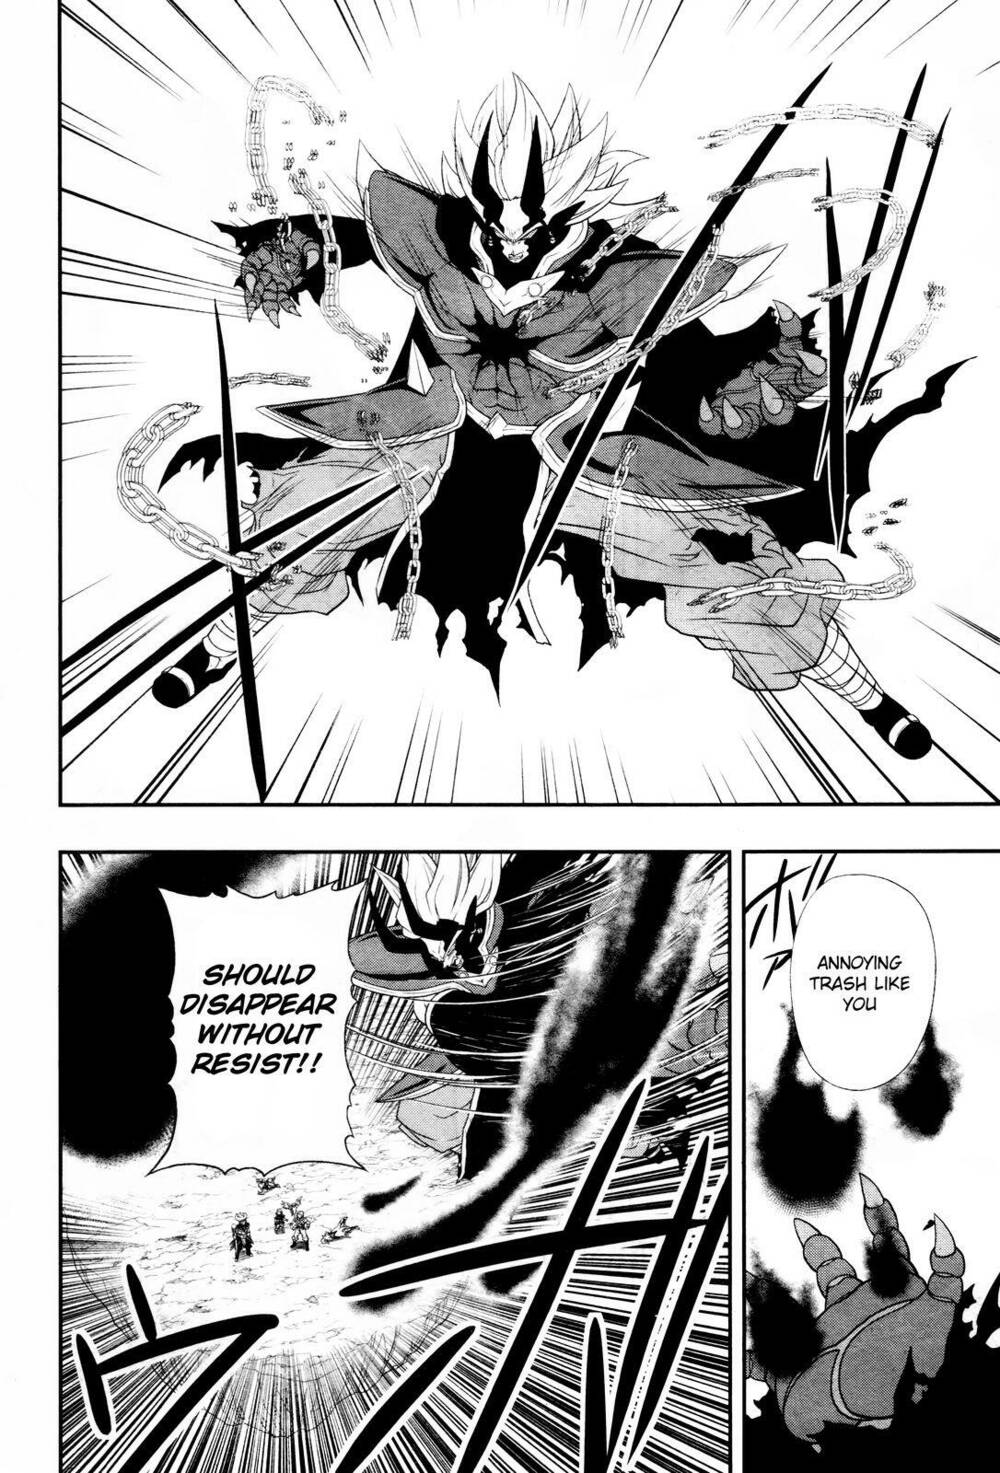 ANNOYING
TRASH LIKE
YOU
SHOULD
DISAPPEAR
WITHOUT
RESIST!!